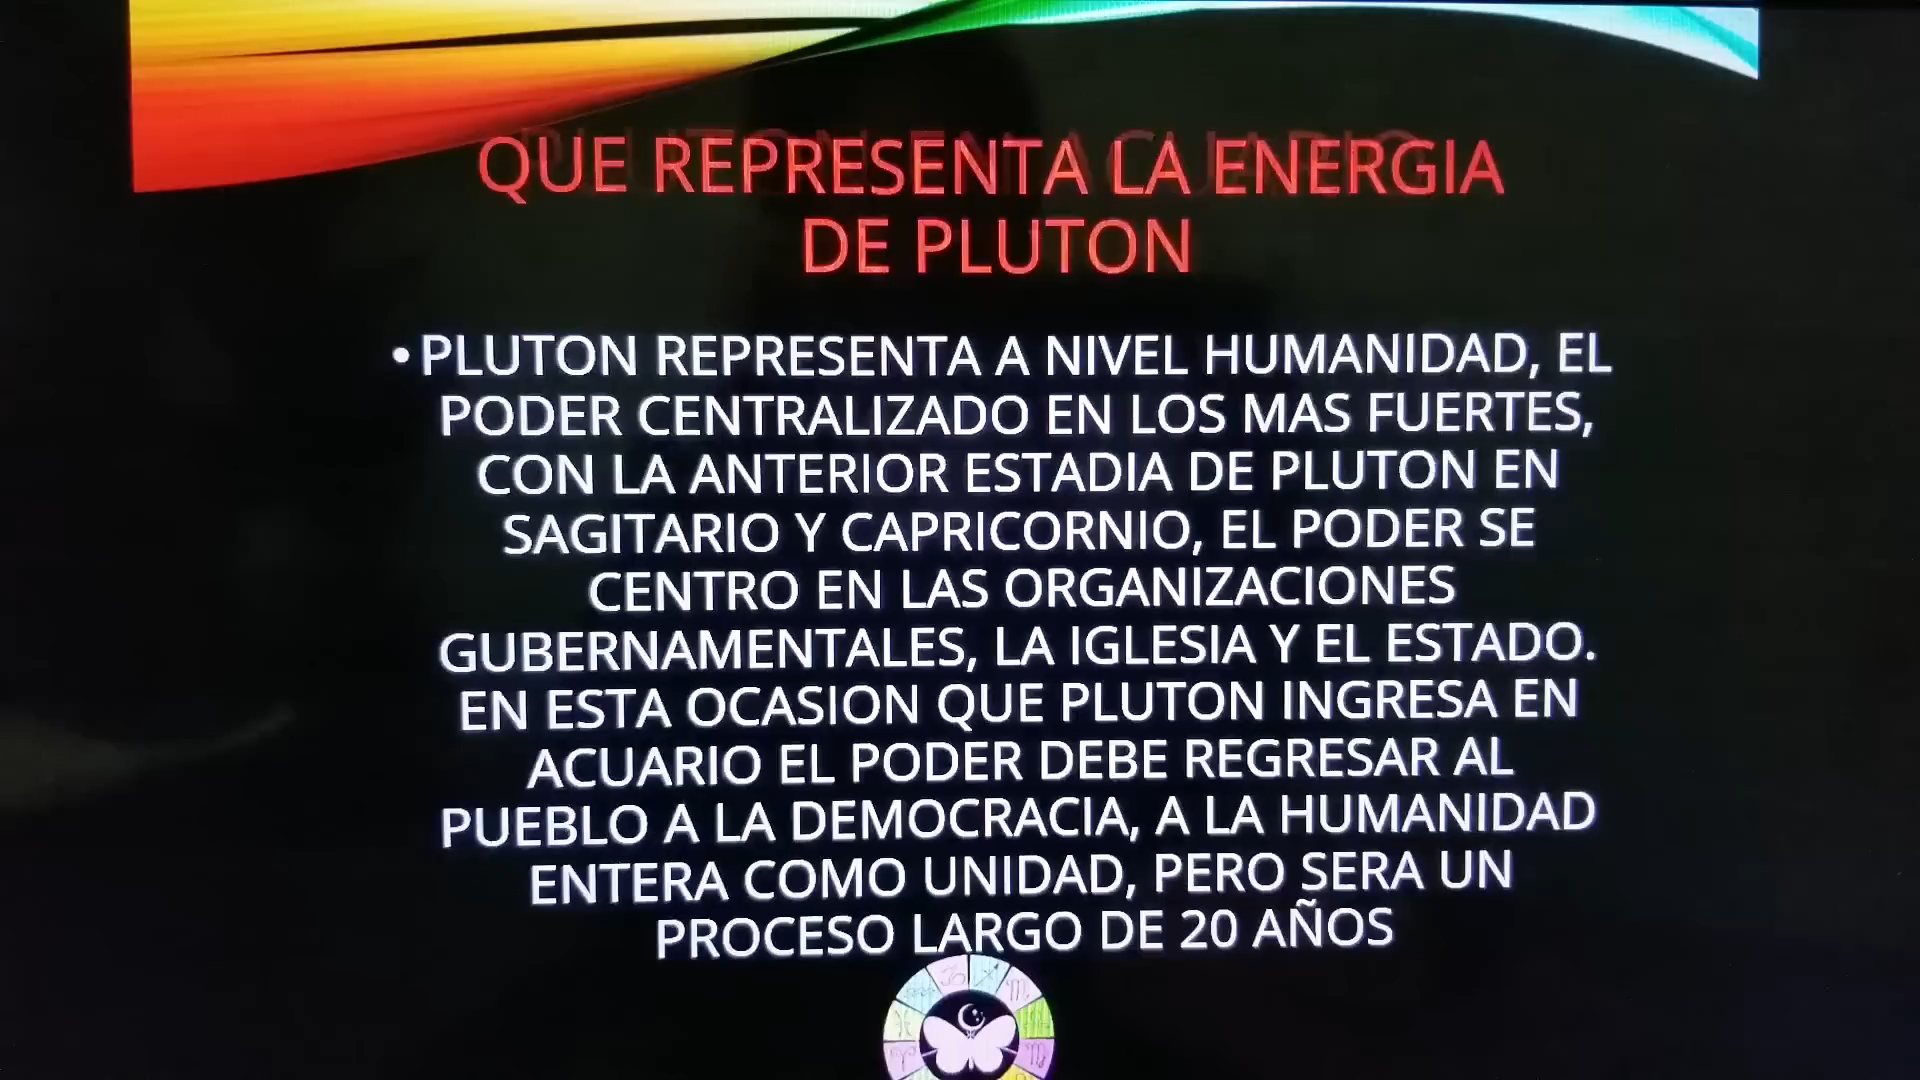 QUE REPRESENTA LA ENERGIA
DE PLUTON
• PLUTON REPRESENTA A NIVEL HUMANIDAD, EL
PODER CENTRALIZADO EN LOS MAS FUERTES,
CON LA ANTERIOR ESTADIA DE PLUTON EN
SAGITARIO Y CAPRICORNIO, EL PODER SE
CENTRO EN LAS ORGANIZACIONES
GUBERNAMENTALES, LA IGLESIA Y EL ESTADO.
EN ESTA OCASION QUE PLUTON INGRESA EN
ACUARIO EL PODER DEBE REGRESAR AL
PUEBLO A LA DEMOCRACIA, A LA HUMANIDAD
ENTERA COMO UNIDAD, PERO SERA UN
PROCESO LARGO DE 20 AÑOS